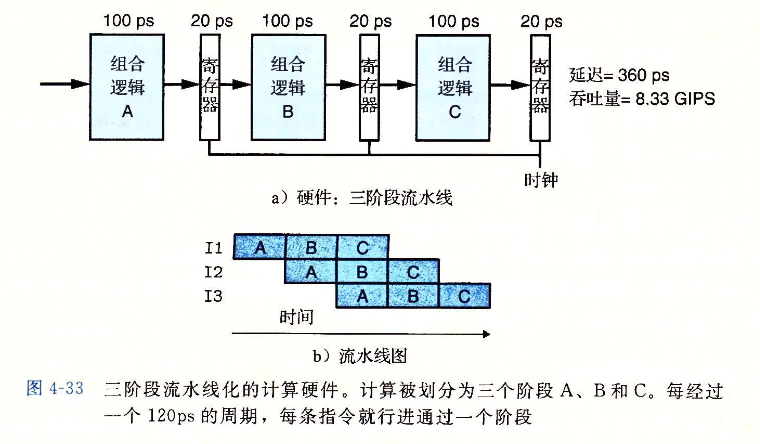 100 ps 20 ps 100 ps 20 ps 100 ps 20 ps
组合逻辑A
寄存器
组合逻辑B
寄存器
组合逻辑C
寄存器
延迟= 360 ps
吞吐量= 8.33 GIPS
时钟
a）硬件：三阶段流水线
I1 A B C
I2 A B C
I3 A B C
时间
b）流水线图
图 4-33 三阶段流水线化的计算硬件。计算被划分为三个阶段 A、B 和 C。每经过
一个 120ps 的周期，每条指令就行进通过一个阶段